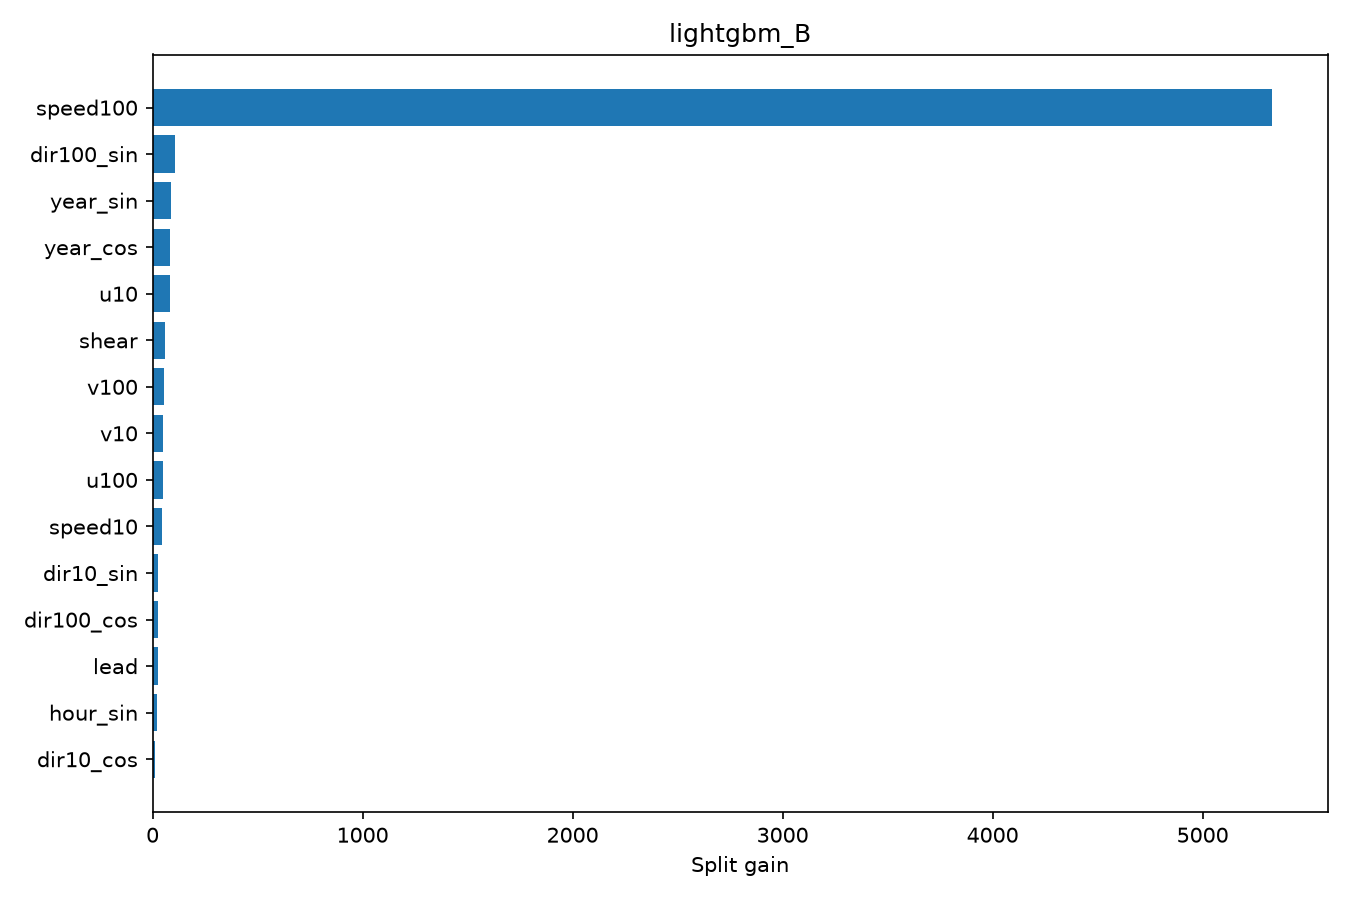 lightgbm_B
speed100
dir100_sin
year_sin
year_cos
u10
shear
v100
v10
u100
speed10
dir10_sin
dir100_cos
lead
hour_sin
dir10_cos
0 1000 2000 3000 4000 5000
Split gain